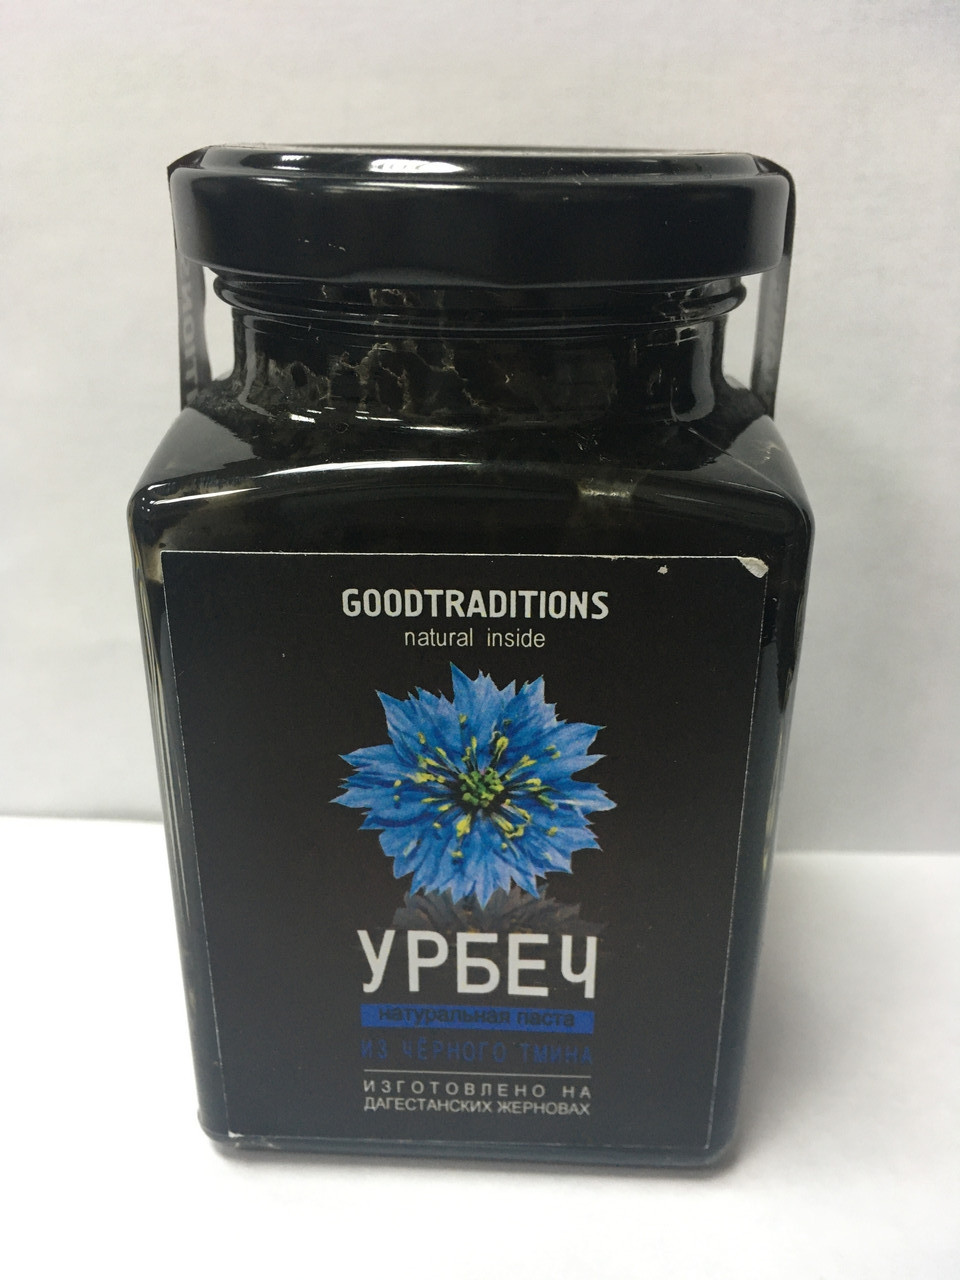 GOODTRADITIONS
natural inside
УРБЕЧ
натуральная паста
ИЗ ЧЁРНОГО ТМИНА
ИЗГОТОВЛЕНО НА
ДАГЕСТАНСКИХ ЖЕРНОВАХ